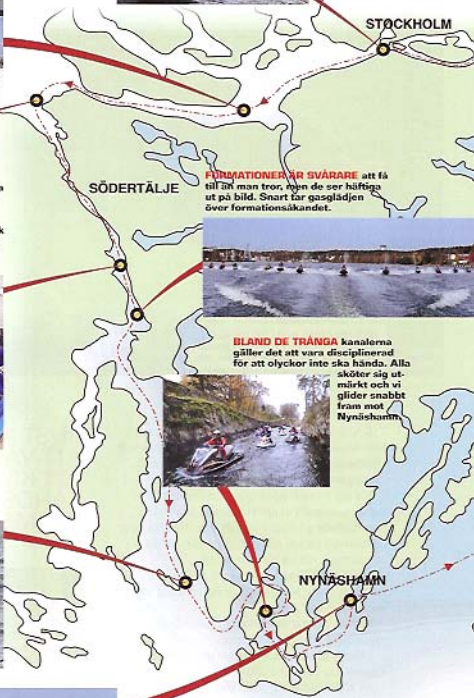 STOCKHOLM
FORMATIONER ÄR SVÅRARE att få
till än man tror, men de ser häftiga
ut på bild. Snart tar gasglädjen
över formationsåkandet.
SÖDERTÄLJE
BLAND DE TRÅNGA kanalerna
gäller det att vara disciplinerad
för att olyckor inte ska hända. Alla
sköter sig ut-
märkt och vi
glider snabbt
fram mot
Nynäshamn.
NYNÄSHAMN